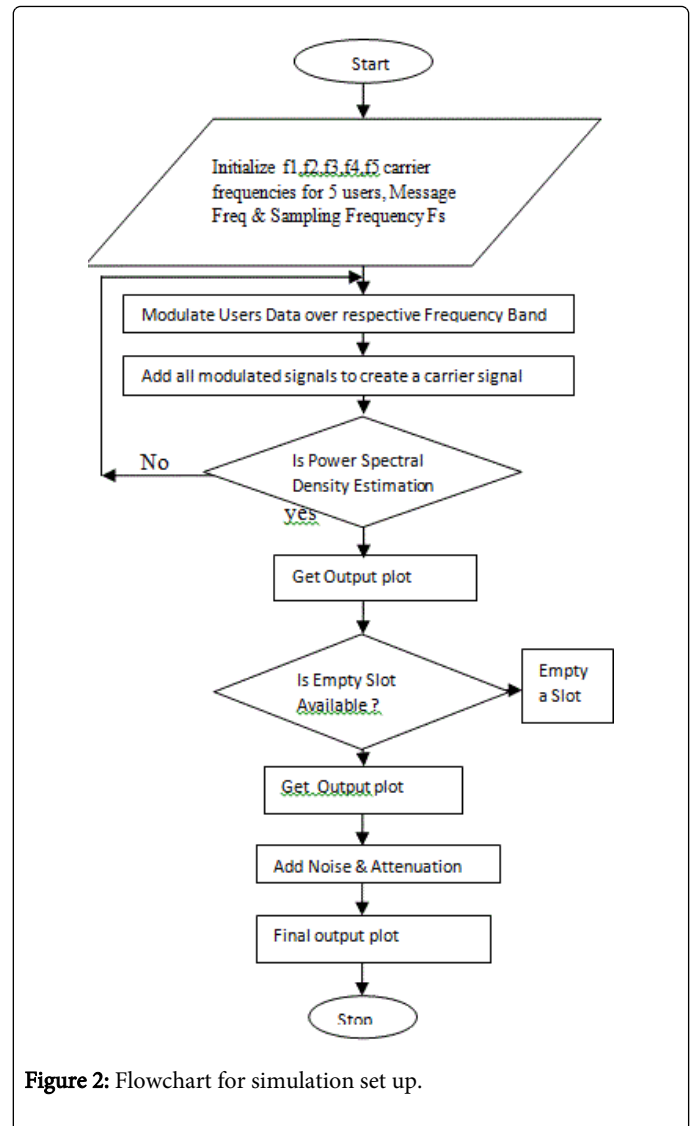 Start
Initialize f1,f2,f3,f4,f5 carrier
frequencies for 5 users, Message
Freq & Sampling Frequency Fs
Modulate Users Data over respective Frequency Band
Add all modulated signals to create a carrier signal
No
Is Power Spectral
Density Estimation
yes
Get Output plot
Is Empty Slot
Available ?
Empty
a Slot
Get Output plot
Add Noise & Attenuation
Final output plot
Stop
Figure 2: Flowchart for simulation set up.